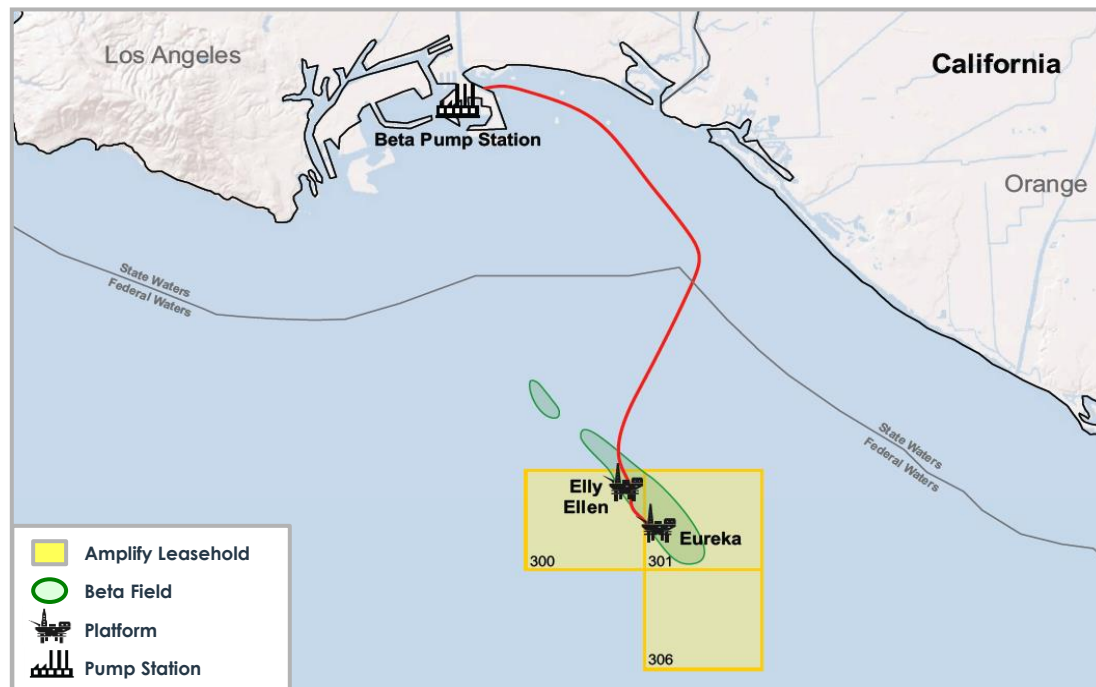 Los Angeles
California
Beta Pump Station
Orange
State Waters
Federal Waters
State Waters
Federal Waters
Elly
Ellen
Eureka
300
301
306
Amplify Leasehold
Beta Field
Platform
Pump Station